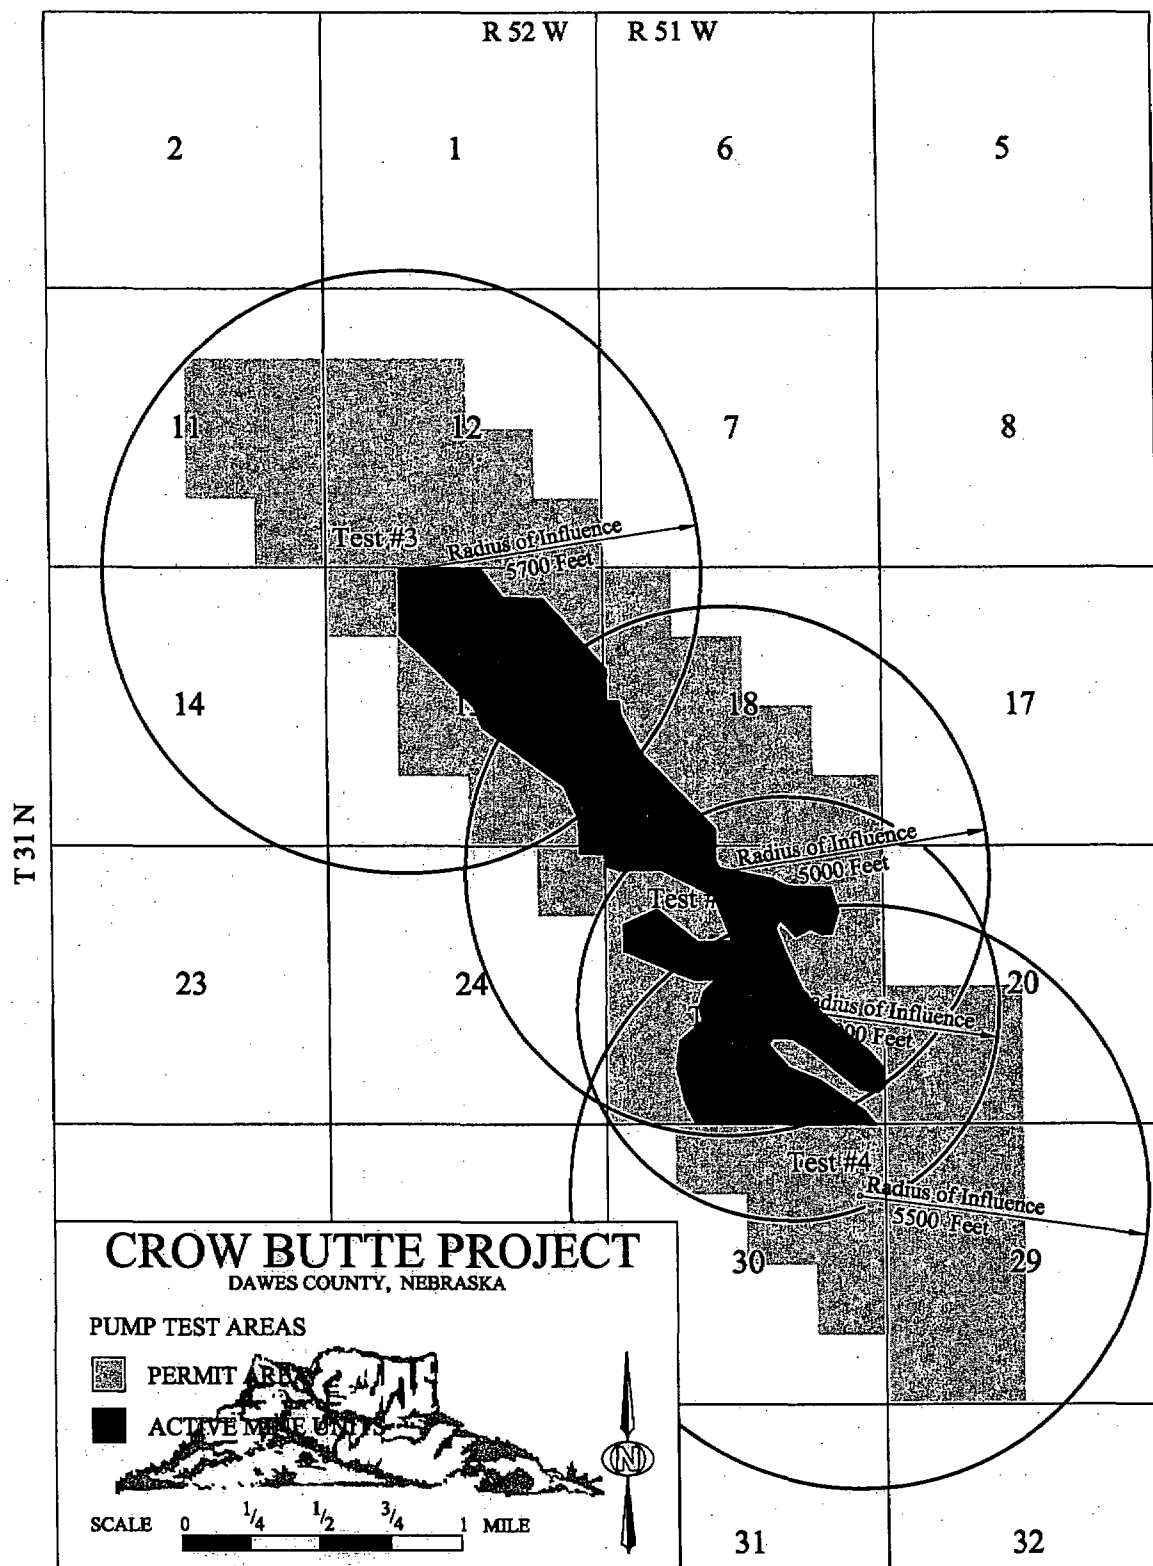 R 52 W R 51 W
2 1 6 5
11 12 7 8
Test #3
Radius of Influence
5700 Feet
14 18 17
T 31 N
Radius of Influence
5000 Feet
Test #
23 24 20
Radius of Influence
Feet
Test #4
Radius of Influence
5500 Feet
30 29
CROW BUTTE PROJECT
DAWES COUNTY, NEBRASKA
PUMP TEST AREAS
PERMIT AREA
ACTIVE MINE UNITS
N
SCALE 0 1/4 1/2 3/4 1 MILE
31 32